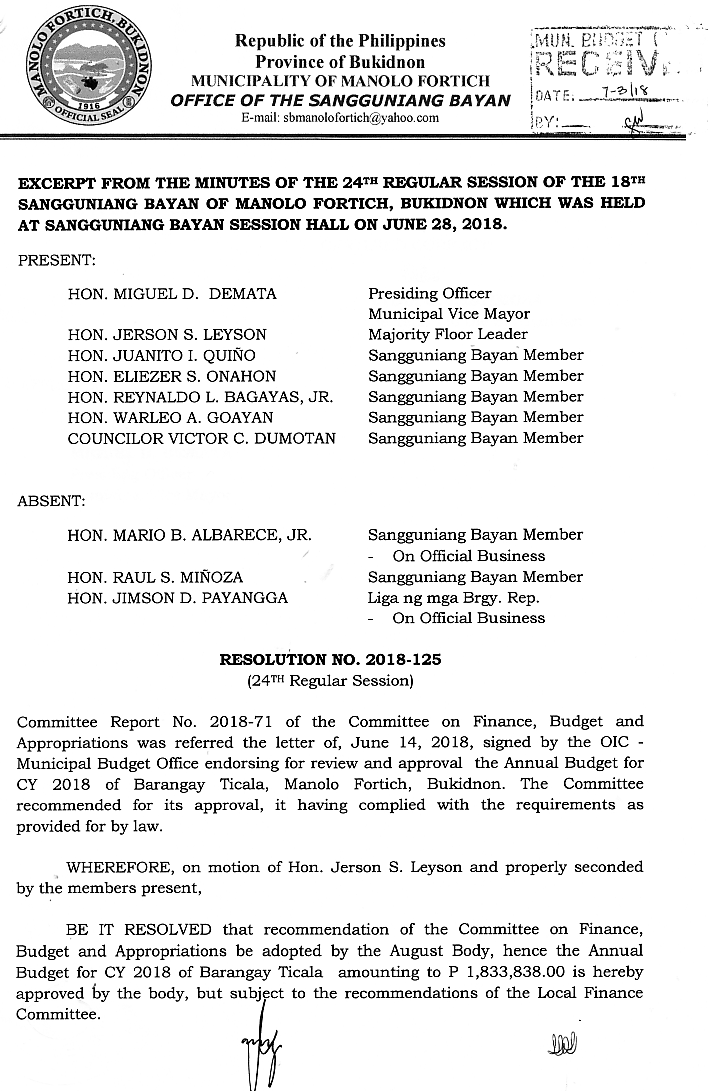 MANOLO FORTICH, BUKIDNON
1916
OFFICIAL SEAL
Republic of the Philippines
Province of Bukidnon
MUNICIPALITY OF MANOLO FORTICH
OFFICE OF THE SANGGUNIANG BAYAN
E-mail: sbmanolofortich@yahoo.com
MUN. BUDGET
RECEIV
DATE: 7-3/18
BY:
EXCERPT FROM THE MINUTES OF THE 24TH REGULAR SESSION OF THE 18TH
SANGGUNIANG BAYAN OF MANOLO FORTICH, BUKIDNON WHICH WAS HELD
AT SANGGUNIANG BAYAN SESSION HALL ON JUNE 28, 2018.
PRESENT:
HON. MIGUEL D. DEMATA Presiding Officer
Municipal Vice Mayor
HON. JERSON S. LEYSON Majority Floor Leader
HON. JUANITO I. QUIÑO Sangguniang Bayan Member
HON. ELIEZER S. ONAHON Sangguniang Bayan Member
HON. REYNALDO L. BAGAYAS, JR. Sangguniang Bayan Member
HON. WARLEO A. GOAYAN Sangguniang Bayan Member
COUNCILOR VICTOR C. DUMOTAN Sangguniang Bayan Member
ABSENT:
HON. MARIO B. ALBARECE, JR. Sangguniang Bayan Member
- On Official Business
HON. RAUL S. MIÑOZA Sangguniang Bayan Member
HON. JIMSON D. PAYANGGA Liga ng mga Brgy. Rep.
- On Official Business
RESOLUTION NO. 2018-125
(24TH Regular Session)
Committee Report No. 2018-71 of the Committee on Finance, Budget and
Appropriations was referred the letter of, June 14, 2018, signed by the OIC -
Municipal Budget Office endorsing for review and approval the Annual Budget for
CY 2018 of Barangay Ticala, Manolo Fortich, Bukidnon. The Committee
recommended for its approval, it having complied with the requirements as
provided for by law.
WHEREFORE, on motion of Hon. Jerson S. Leyson and properly seconded
by the members present,
BE IT RESOLVED that recommendation of the Committee on Finance,
Budget and Appropriations be adopted by the August Body, hence the Annual
Budget for CY 2018 of Barangay Ticala amounting to P 1,833,838.00 is hereby
approved by the body, but subject to the recommendations of the Local Finance
Committee.